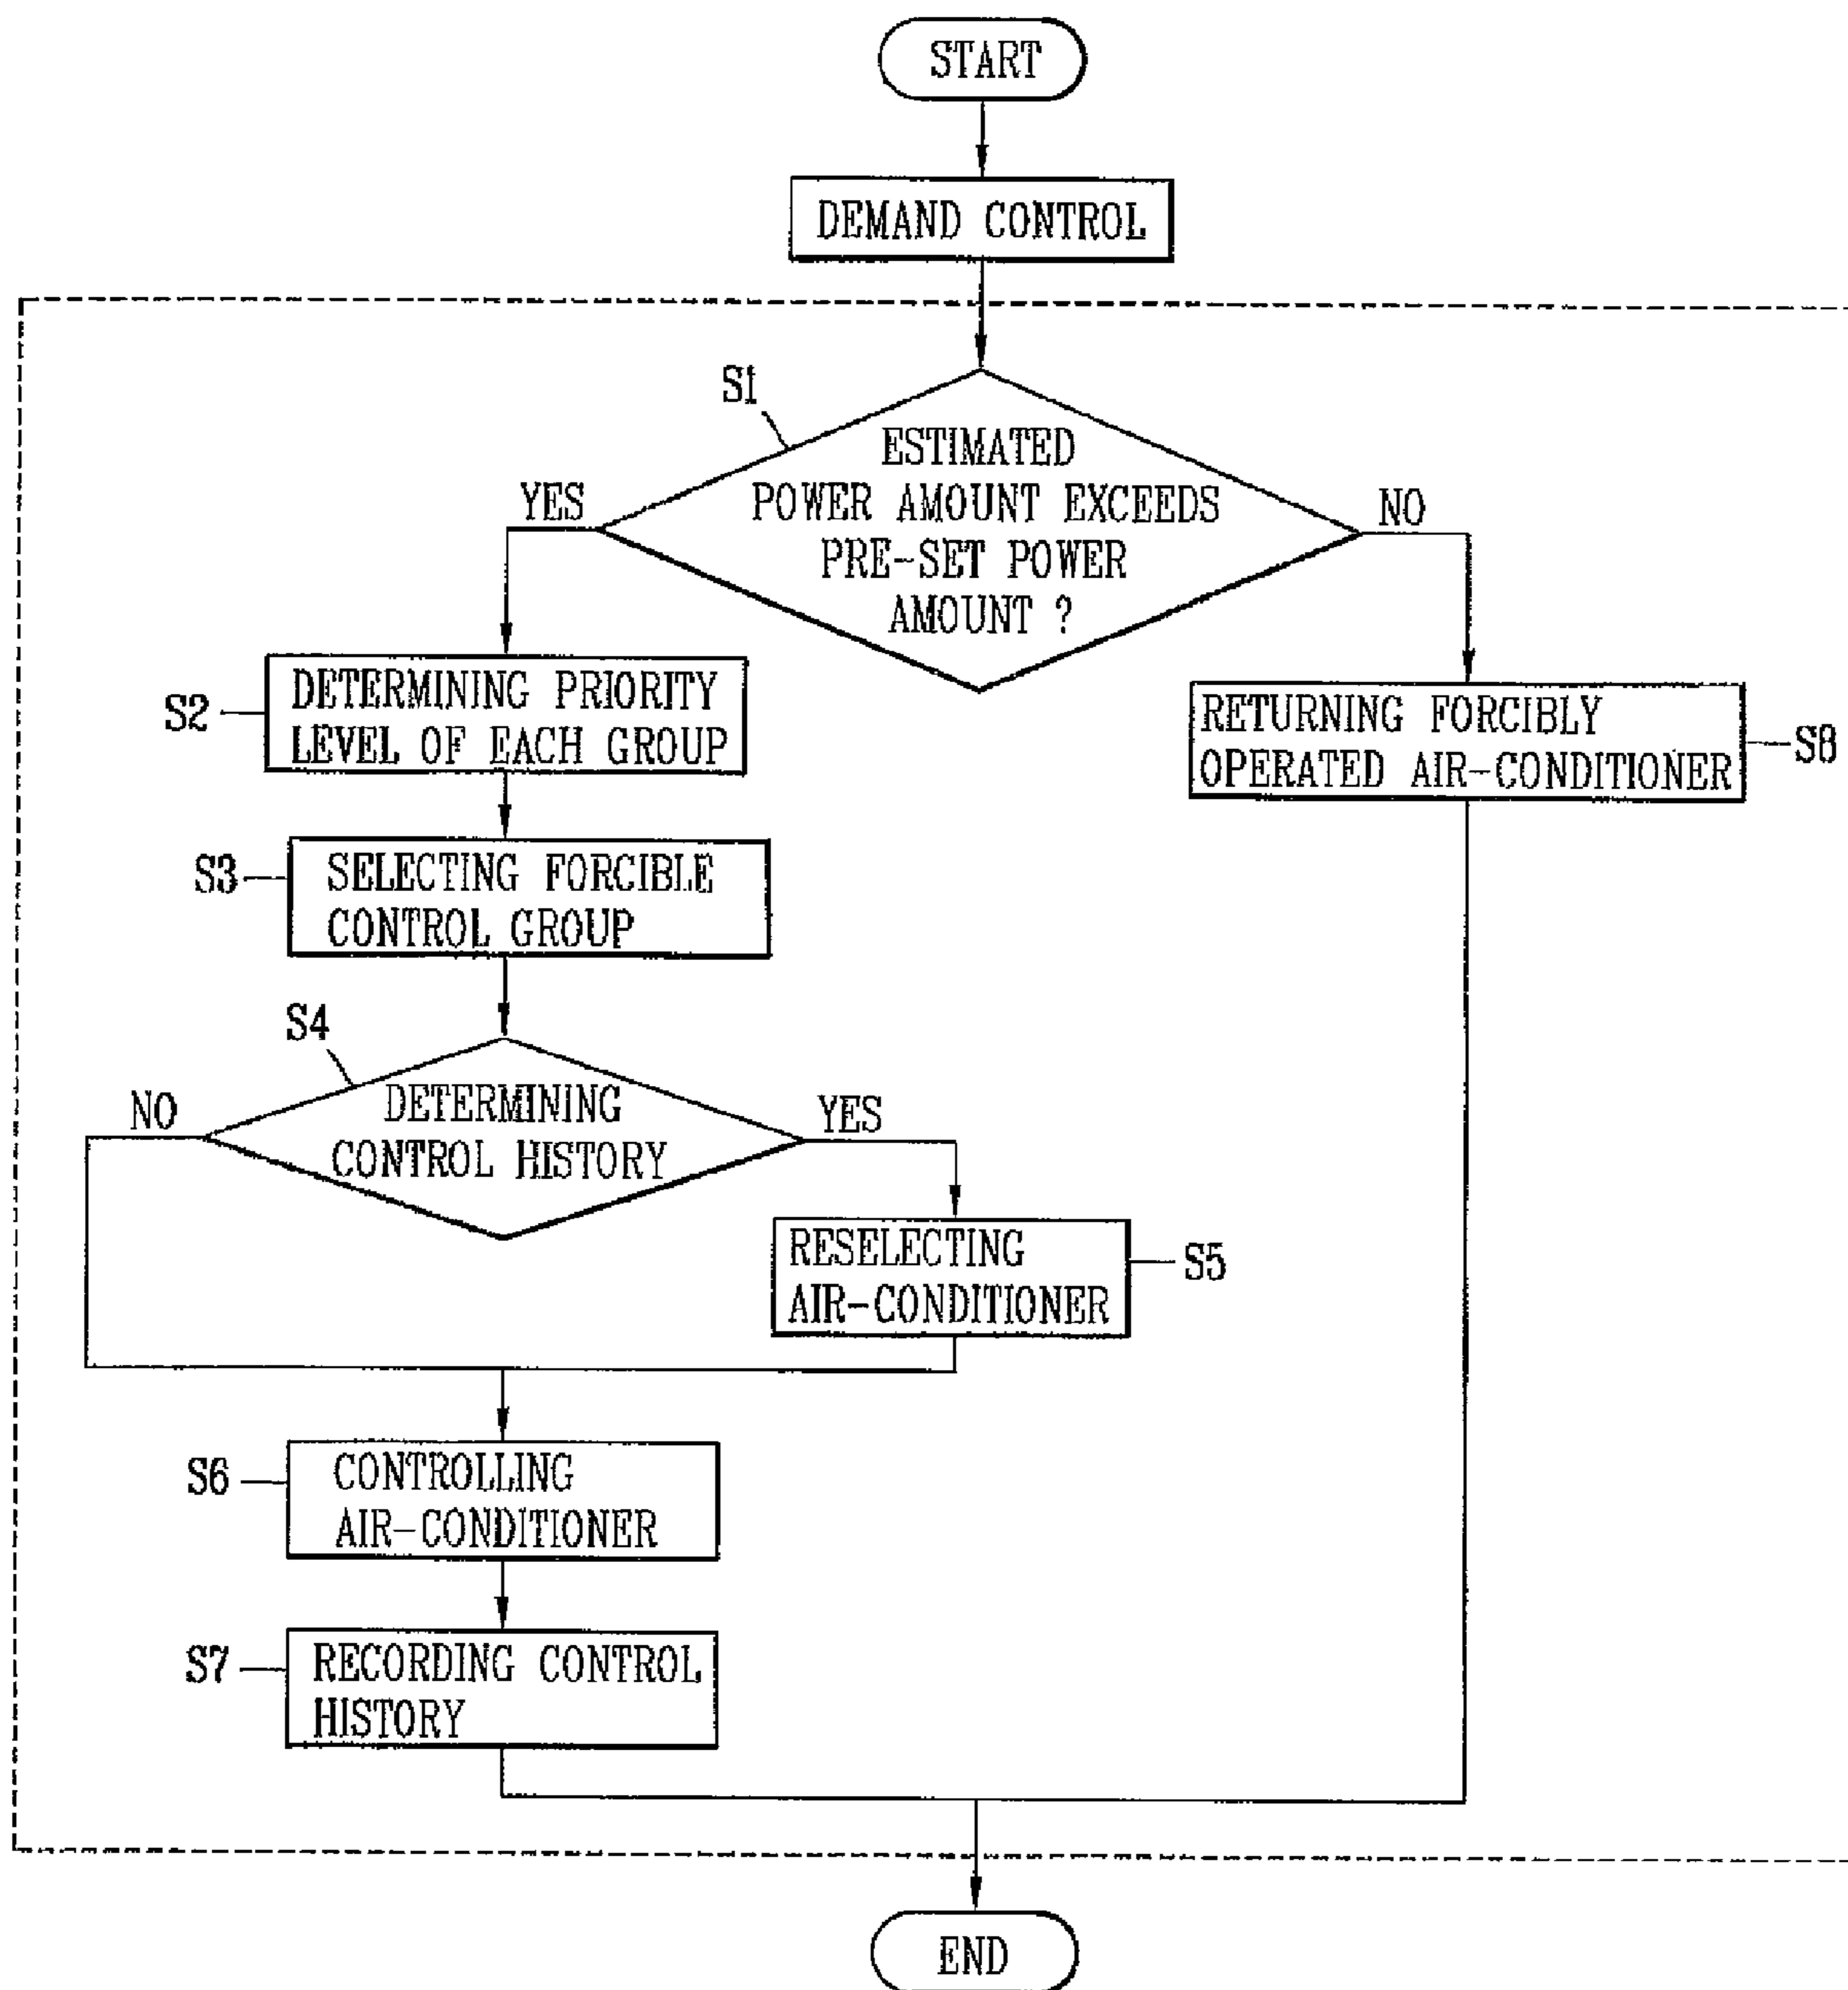 START
DEMAND CONTROL
S1
ESTIMATED
POWER AMOUNT EXCEEDS
PRE-SET POWER
AMOUNT ?
YES
NO
S2
DETERMINING PRIORITY
LEVEL OF EACH GROUP
RETURNING FORCIBLY
OPERATED AIR-CONDITIONER
S8
S3
SELECTING FORCIBLE
CONTROL GROUP
S4
DETERMINING
CONTROL HISTORY
NO
YES
RESELECTING
AIR-CONDITIONER
S5
S6
CONTROLLING
AIR-CONDITIONER
S7
RECORDING CONTROL
HISTORY
END